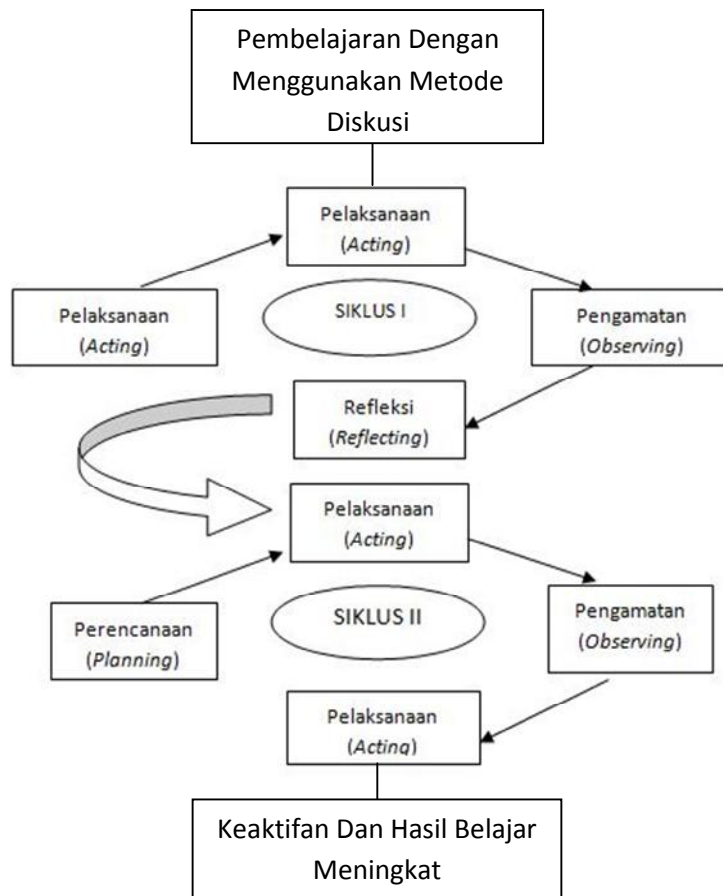 Pembelajaran Dengan
Menggunakan Metode
Diskusi
Pelaksanaan
(Acting)
Pelaksanaan
(Acting)
SIKLUS I
Pengamatan
(Observing)
Refleksi
(Reflecting)
Pelaksanaan
(Acting)
Perencanaan
(Planning)
SIKLUS II
Pengamatan
(Observing)
Pelaksanaan
(Acting)
Keaktifan Dan Hasil Belajar
Meningkat